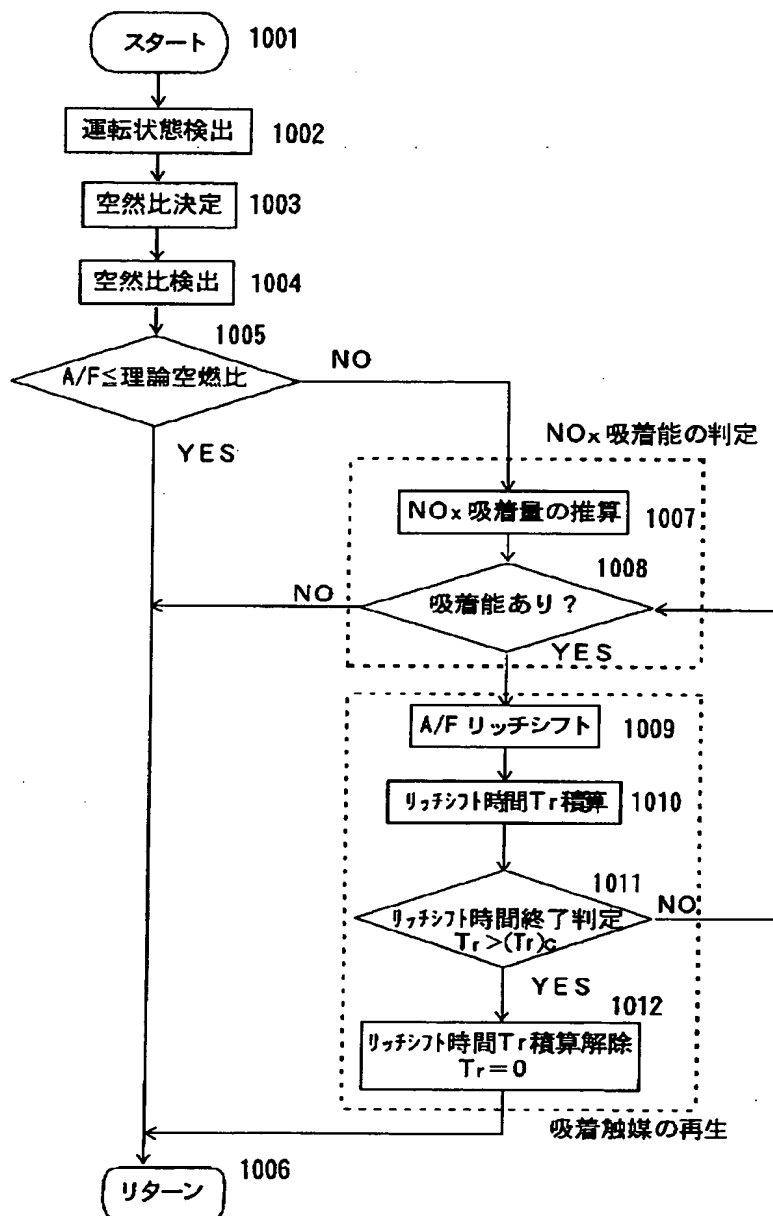 スタート
1001
運転状態検出
1002
空然比決定
1003
空然比検出
1004
1005
A/F≦理論空燃比
NO
YES
NOx吸着能の判定
NOx吸着量の推算
1007
1008
吸着能あり?
NO
YES
A/F リッチシフト
1009
リッチシフト時間Tr積算
1010
1011
リッチシフト時間終了判定
Tr>(Tr)c
NO
YES
1012
リッチシフト時間Tr積算解除
Tr=0
吸着触媒の再生
1006
リターン